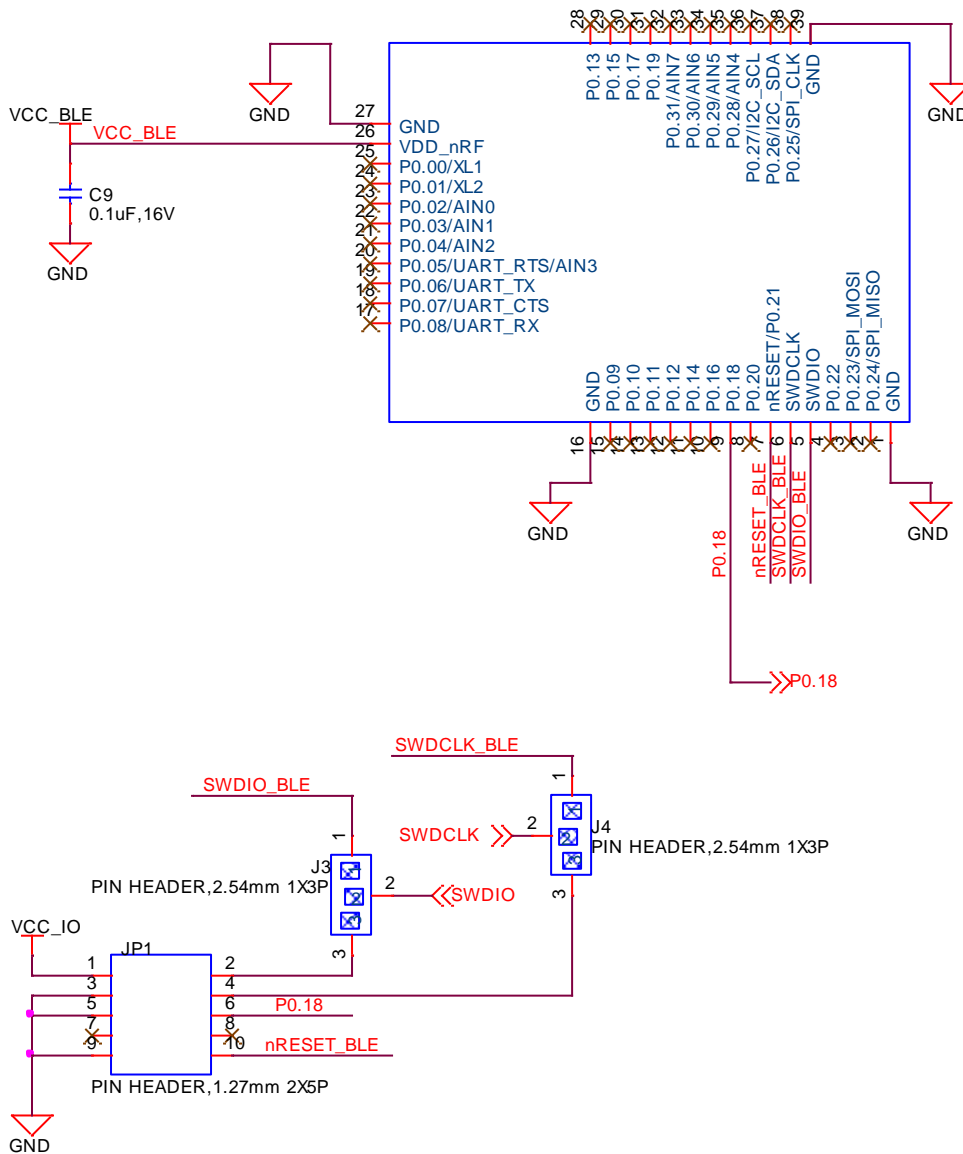 28 29 30 31 32 33 34 35 36 37 38 39
P0.13
P0.15
P0.17
P0.19
P0.31/AIN7
P0.30/AIN6
P0.29/AIN5
P0.28/AIN4
P0.27/I2C_SCL
P0.26/I2C_SDA
P0.25/SPI_CLK
GND
GND
GND
VCC_BLE
VCC_BLE
C9
0.1uF,16V
GND
27 GND
26 VDD_nRF
25 P0.00/XL1
24 P0.01/XL2
23 P0.02/AIN0
22 P0.03/AIN1
21 P0.04/AIN2
20 P0.05/UART_RTS/AIN3
19 P0.06/UART_TX
18 P0.07/UART_CTS
17 P0.08/UART_RX
GND
P0.09
P0.10
P0.11
P0.12
P0.14
P0.16
P0.18
P0.20
nRESET/P0.21
SWDCLK
SWDIO
P0.22
P0.23/SPI_MOSI
P0.24/SPI_MISO
GND
16 15 14 13 12 11 10 9 8 7 6 5 4 3 2 1
GND
GND
P0.18
nRESET_BLE
SWDCLK_BLE
SWDIO_BLE
P0.18
SWDCLK_BLE
1
SWDCLK
2
J4
PIN HEADER,2.54mm 1X3P
3
SWDIO_BLE
1
J3
PIN HEADER,2.54mm 1X3P
2
SWDIO
3
VCC_IO
JP1
1 2
3 4
5 6 P0.18
7 8
9 10 nRESET_BLE
PIN HEADER,1.27mm 2X5P
GND